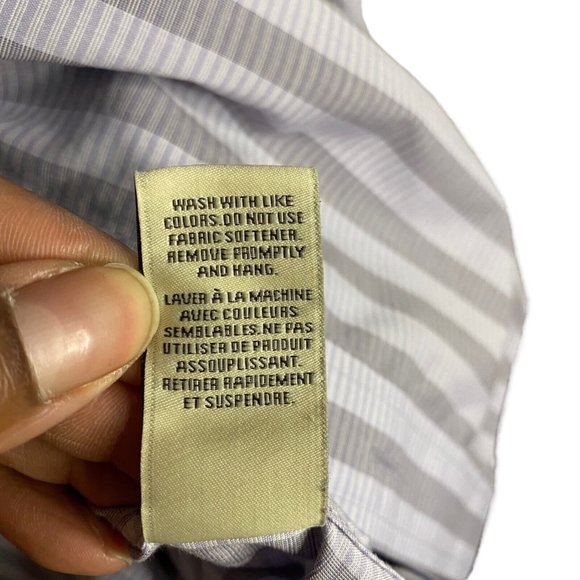 WASH WITH LIKE
COLORS.DO NOT USE
FABRIC SOFTENER.
REMOVE PROMPTLY
AND HANG.
LAVER À LA MACHINE
AVEC COULEURS
SEMBLABLES.NE PAS
UTILISER DE PRODUIT
ASSOUPLISSANT.
RETIRER RAPIDEMENT
ET SUSPENDRE.